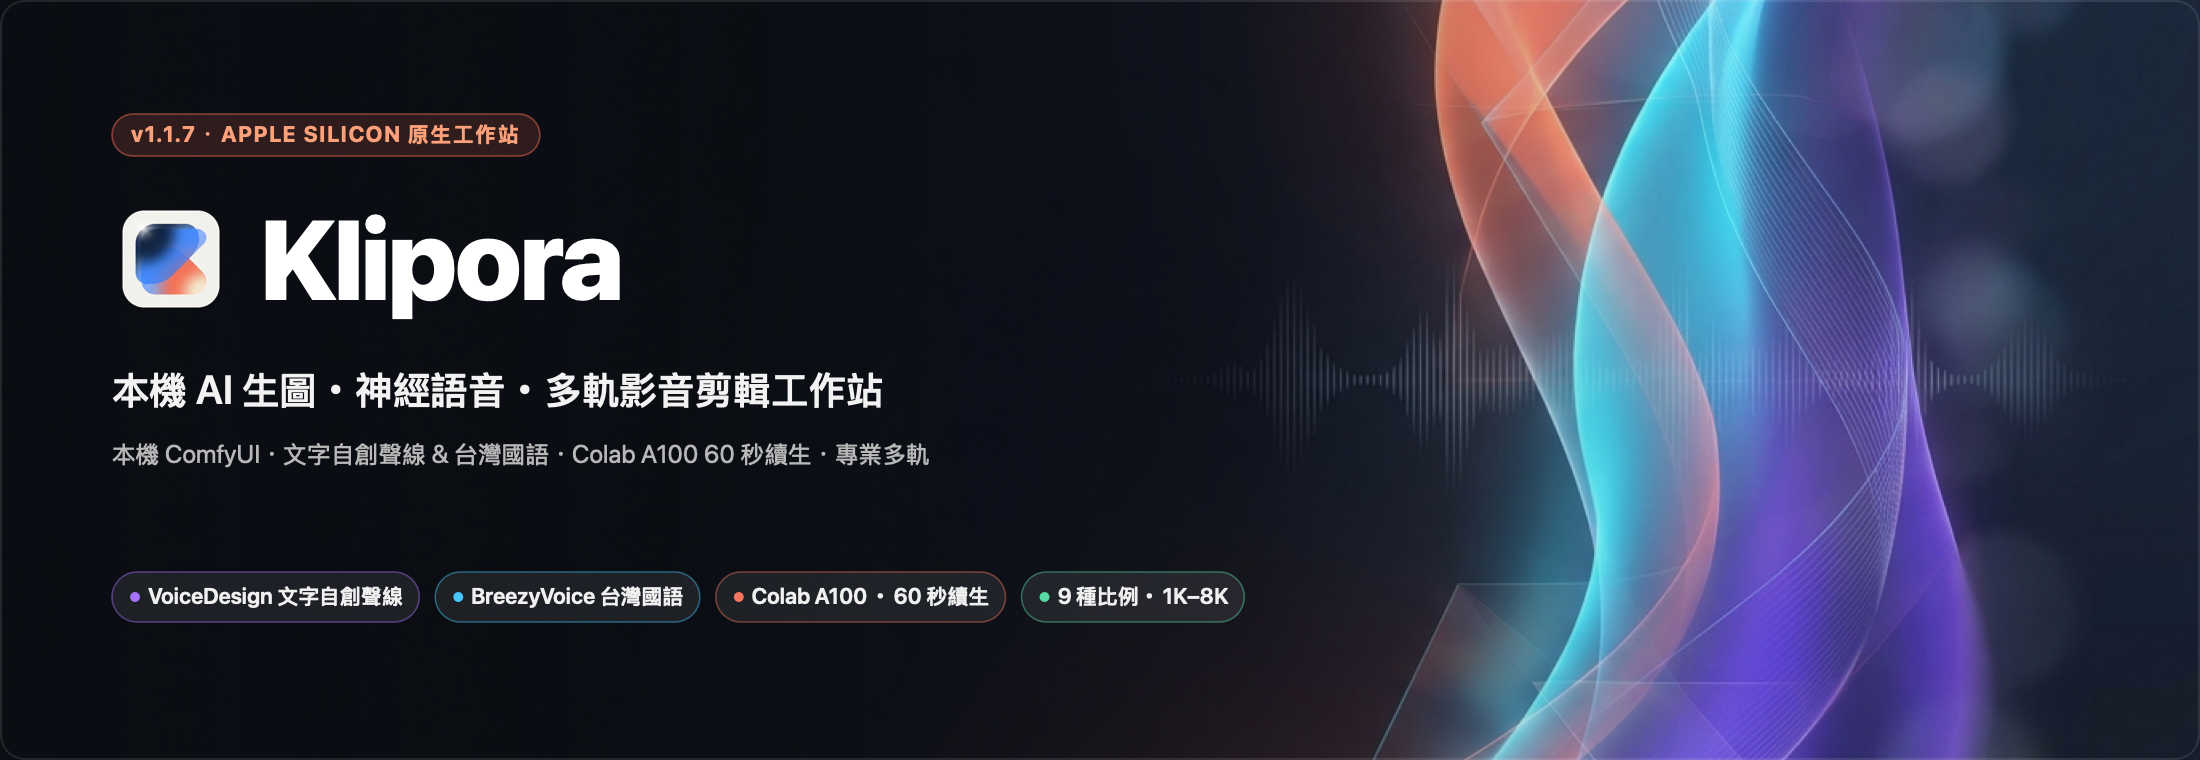 v1.1.7 · APPLE SILICON 原生工作站
Klipora
本機 AI 生圖・神經語音・多軌影音剪輯工作站
本機 ComfyUI · 文字自創聲線 & 台灣國語 · Colab A100 60 秒續生 · 專業多軌
VoiceDesign 文字自創聲線
BreezyVoice 台灣國語
Colab A100 · 60 秒續生
9 種比例 · 1K–8K